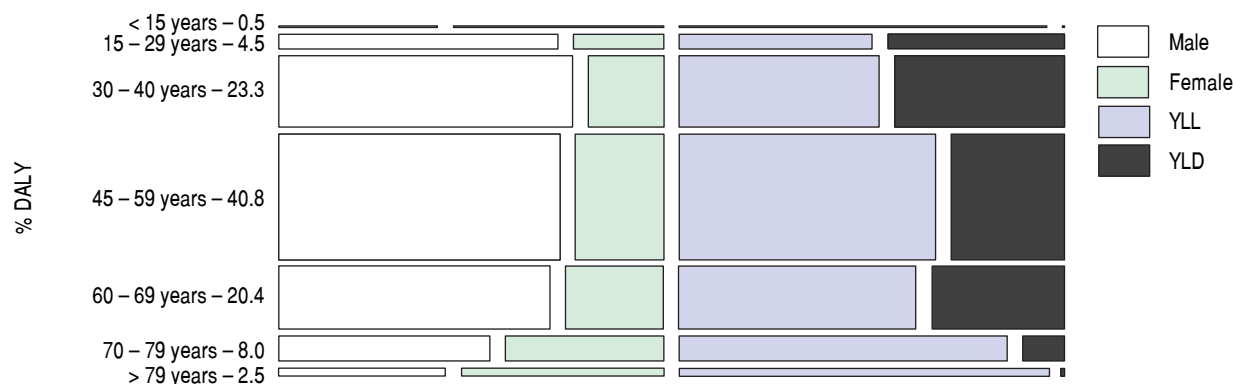 < 15 years – 0.5
15 – 29 years – 4.5
30 – 40 years – 23.3
45 – 59 years – 40.8
60 – 69 years – 20.4
70 – 79 years – 8.0
> 79 years – 2.5
% DALY
Male
Female
YLL
YLD